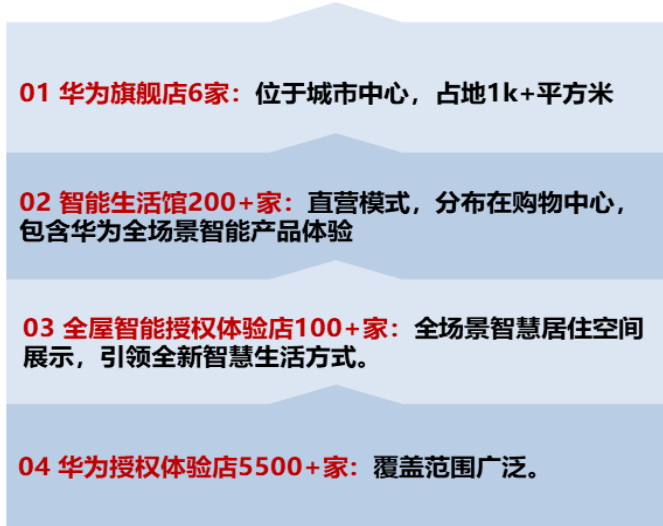 01 华为旗舰店6家：位于城市中心，占地1k+平方米
02 智能生活馆200+家：直营模式，分布在购物中心，
包含华为全场景智能产品体验
03 全屋智能授权体验店100+家：全场景智慧居住空间
展示，引领全新智慧生活方式。
04 华为授权体验店5500+家：覆盖范围广泛。